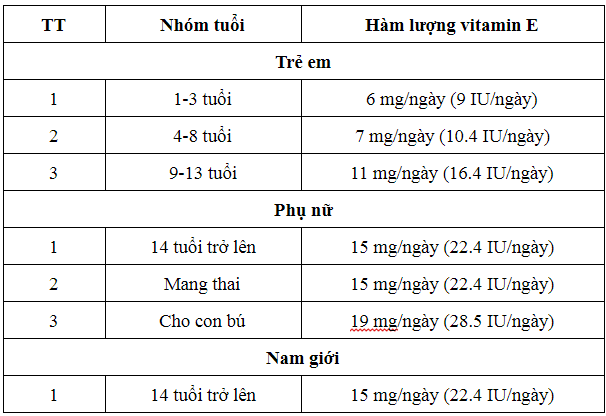 TT Nhóm tuổi Hàm lượng vitamin E
Trẻ em
1 1-3 tuổi 6 mg/ngày (9 IU/ngày)
2 4-8 tuổi 7 mg/ngày (10.4 IU/ngày)
3 9-13 tuổi 11 mg/ngày (16.4 IU/ngày)
Phụ nữ
1 14 tuổi trở lên 15 mg/ngày (22.4 IU/ngày)
2 Mang thai 15 mg/ngày (22.4 IU/ngày)
3 Cho con bú 19 mg/ngày (28.5 IU/ngày)
Nam giới
1 14 tuổi trở lên 15 mg/ngày (22.4 IU/ngày)